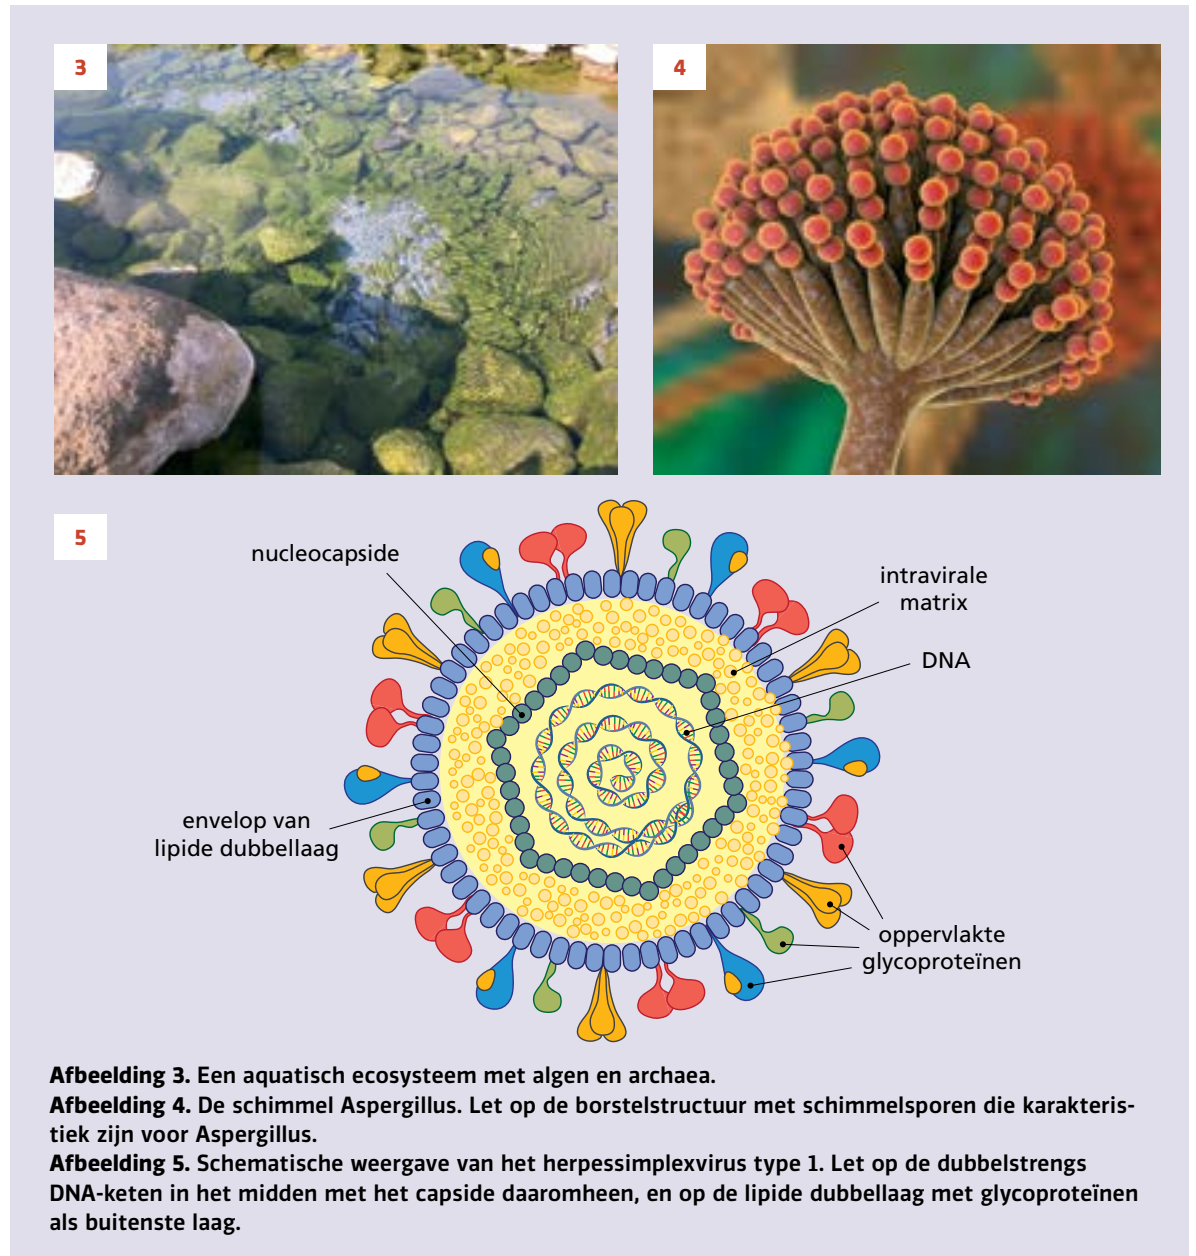 3
4
5
nucleocapside
intravirale
matrix
DNA
envelop van
lipide dubbellaag
oppervlakte
glycoproteïnen
Afbeelding 3. Een aquatisch ecosysteem met algen en archaea.
Afbeelding 4. De schimmel Aspergillus. Let op de borstelstructuur met schimmelsporen die karakteris-
tiek zijn voor Aspergillus.
Afbeelding 5. Schematische weergave van het herpessimplexvirus type 1. Let op de dubbelstrengs
DNA-keten in het midden met het capside daaromheen, en op de lipide dubbellaag met glycoproteïnen
als buitenste laag.